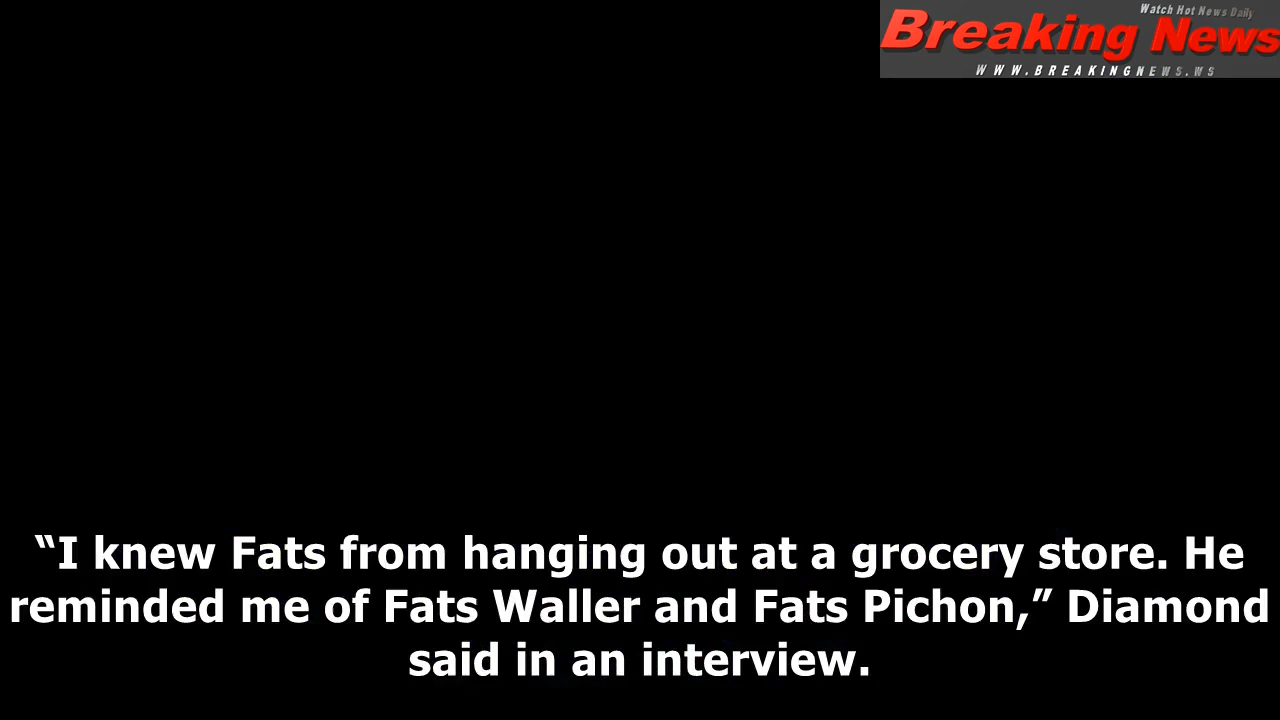 Watch Hot News Daily
Breaking News
WWW.BREAKINGNEWS.WS
“I knew Fats from hanging out at a grocery store. He
reminded me of Fats Waller and Fats Pichon,” Diamond
said in an interview.